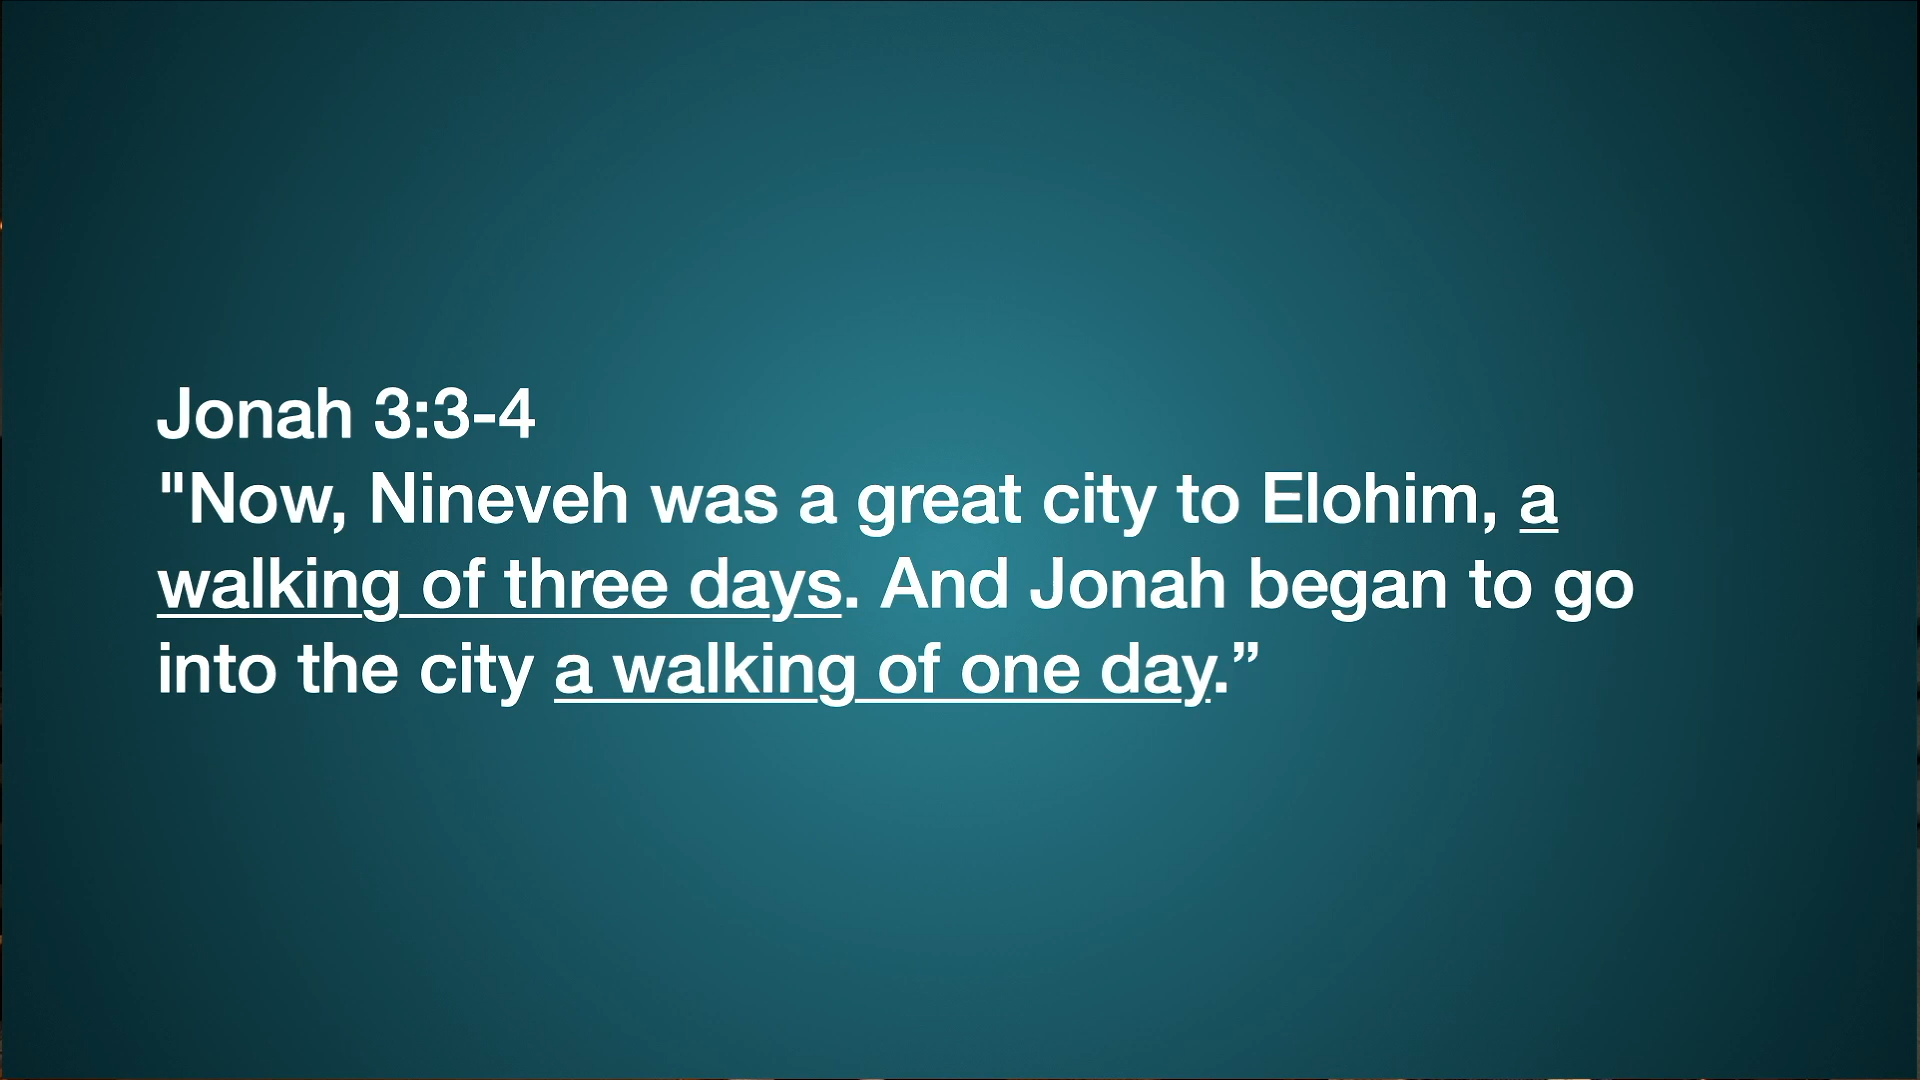 Jonah 3:3-4
"Now, Nineveh was a great city to Elohim, a
walking of three days. And Jonah began to go
into the city a walking of one day.”